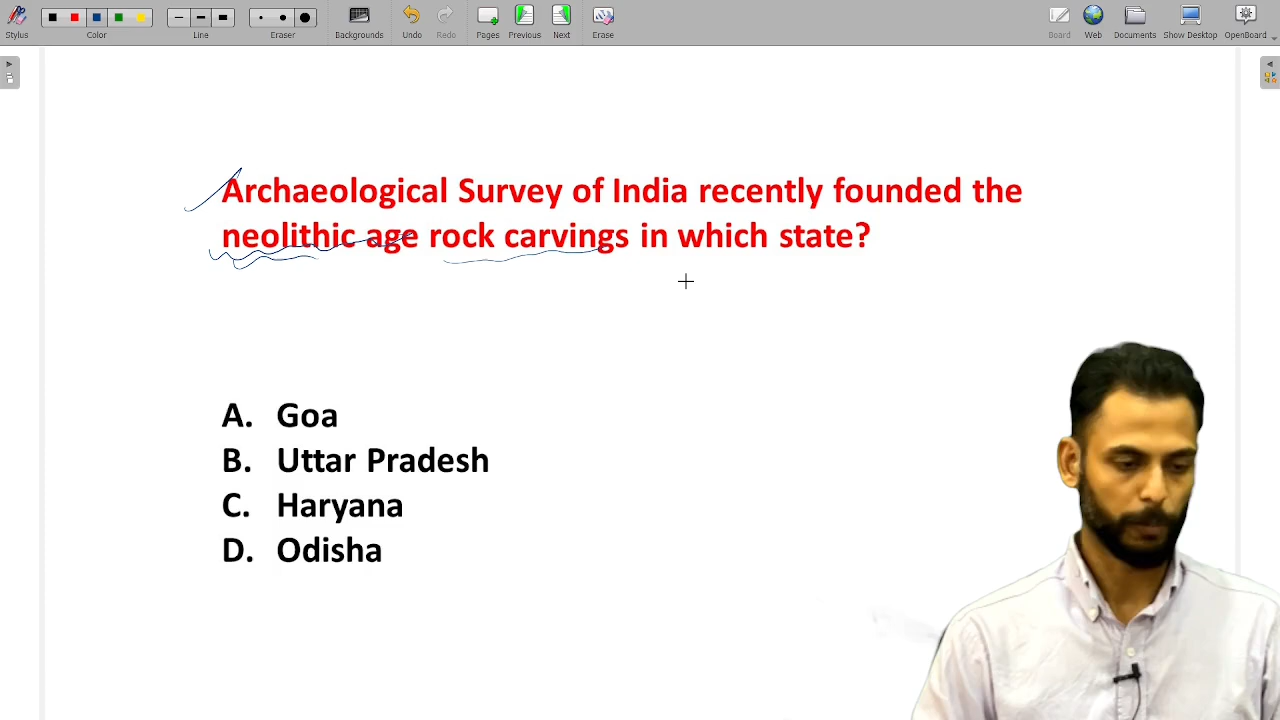 Stylus
Color
Line
Eraser
Backgrounds
Undo
Redo
Pages
Previous
Next
Erase
Board
Web
Documents
Show Desktop
OpenBoard
Archaeological Survey of India recently founded the
neolithic age rock carvings in which state?
A. Goa
B. Uttar Pradesh
C. Haryana
D. Odisha